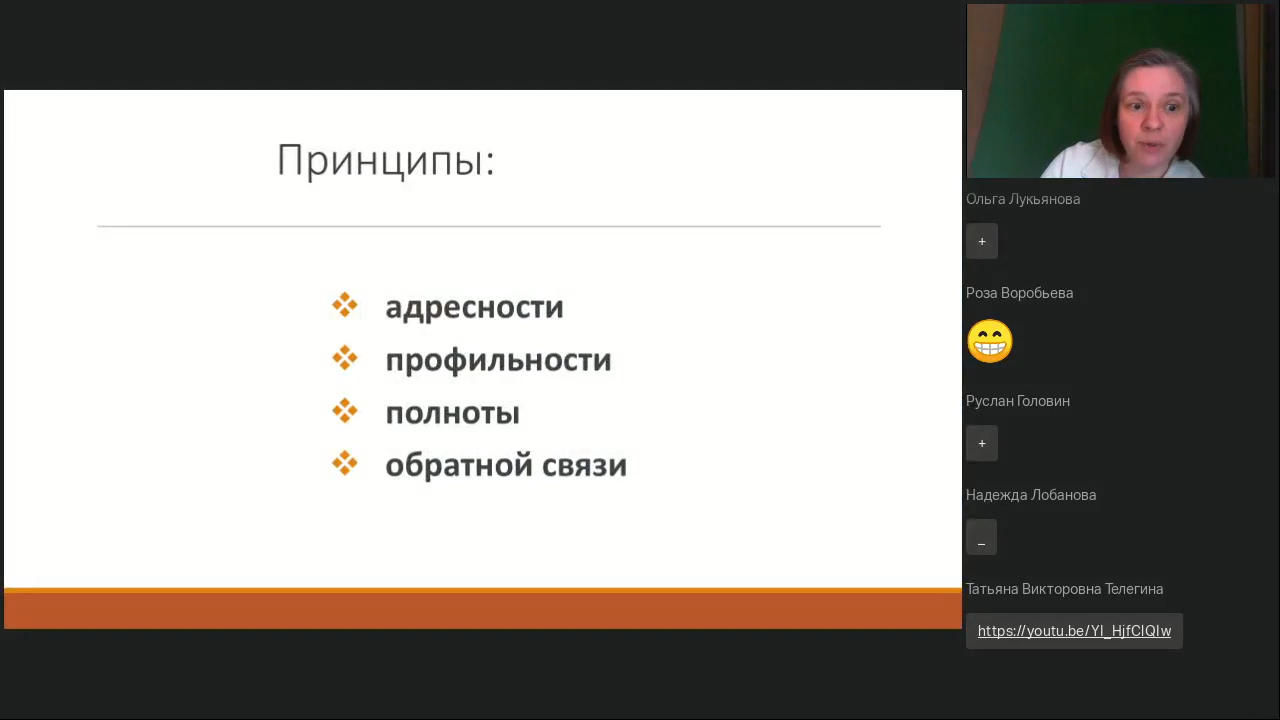 Принципы:
адресности
профильности
полноты
обратной связи
Ольга Лукьянова
+
Роза Воробьева
Руслан Головин
+
Надежда Лобанова
_
Татьяна Викторовна Телегина
https://youtu.be/YI_HjfClQIw